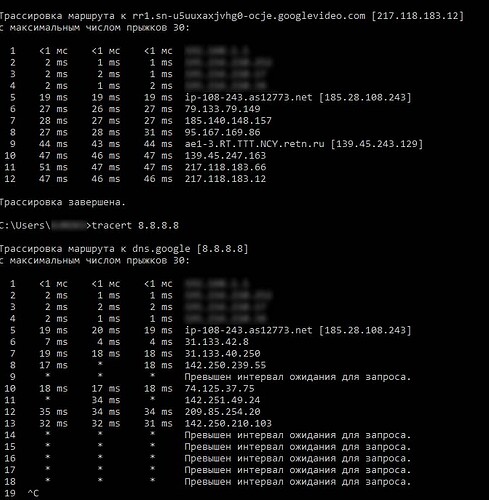 Трассировка маршрута к rr1.sn-u5uuxaxjvhg0-ocje.googlevideo.com [217.118.183.12]
с максимальным числом прыжков 30:
1 <1 мс <1 мс <1 мс
2 2 ms 1 ms 1 ms
3 2 ms 2 ms 1 ms
4 2 ms 1 ms 1 ms
5 19 ms 19 ms 19 ms ip-108-243.as12773.net [185.28.108.243]
6 27 ms 26 ms 27 ms 79.133.79.149
7 28 ms 27 ms 27 ms 185.140.148.157
8 27 ms 28 ms 31 ms 95.167.169.86
9 44 ms 43 ms 44 ms ae1-3.RT.TTT.NCY.retn.ru [139.45.243.129]
10 47 ms 46 ms 46 ms 139.45.247.163
11 51 ms 47 ms 46 ms 217.118.183.66
12 47 ms 46 ms 46 ms 217.118.183.12
Трассировка завершена.
C:\Users\ >tracert 8.8.8.8
Трассировка маршрута к dns.google [8.8.8.8]
с максимальным числом прыжков 30:
1 <1 мс <1 мс <1 мс
2 2 ms 1 ms 1 ms
3 2 ms 2 ms 2 ms
4 2 ms 1 ms 1 ms
5 19 ms 20 ms 19 ms ip-108-243.as12773.net [185.28.108.243]
6 7 ms 4 ms 4 ms 31.133.42.8
7 19 ms 18 ms 18 ms 31.133.40.250
8 17 ms * 18 ms 142.250.239.55
9 * * * Превышен интервал ожидания для запроса.
10 18 ms 17 ms 18 ms 74.125.37.75
11 * 34 ms * 142.251.49.24
12 35 ms 34 ms 34 ms 209.85.254.20
13 32 ms 32 ms 31 ms 142.250.210.103
14 * * * Превышен интервал ожидания для запроса.
15 * * * Превышен интервал ожидания для запроса.
16 * * * Превышен интервал ожидания для запроса.
17 * * * Превышен интервал ожидания для запроса.
18 * * * Превышен интервал ожидания для запроса.
19 ^C